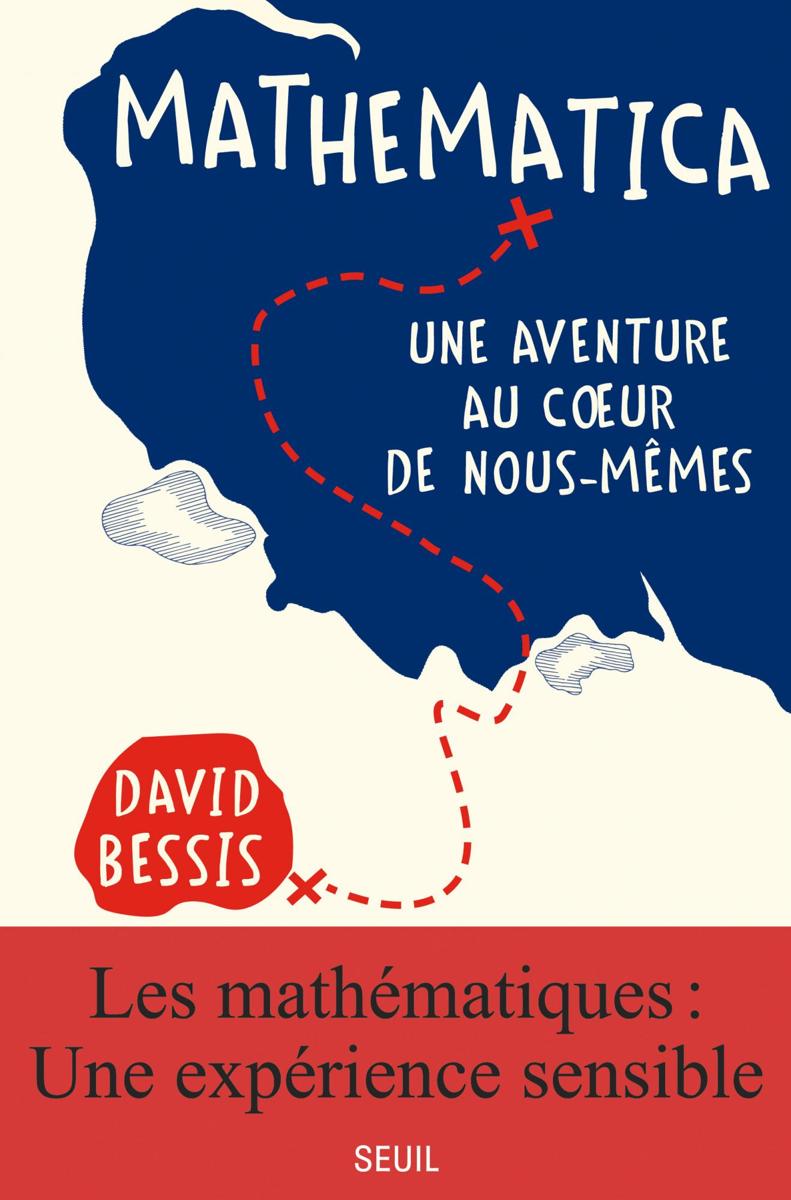 MATHEMATICA
UNE AVENTURE
AU CŒUR
DE NOUS-MÊMES
DAVID
BESSIS
Les mathématiques :
Une expérience sensible
SEUIL